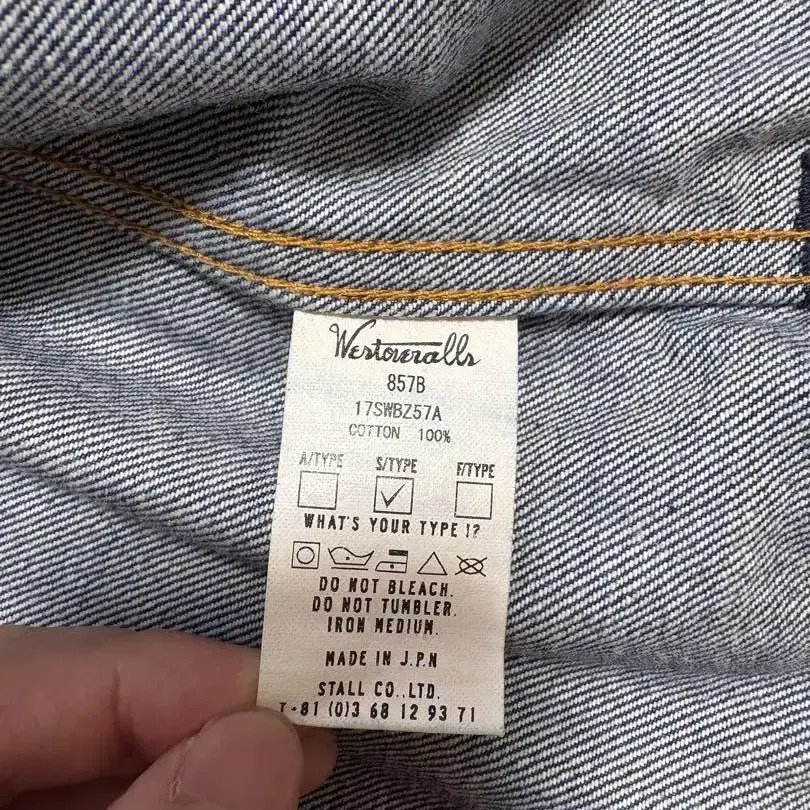 Westoveralls
857B
17SWBZ57A
COTTON 100%
A/TYPE S/TYPE F/TYPE
WHAT'S YOUR TYPE !?
DO NOT BLEACH.
DO NOT TUMBLER.
IRON MEDIUM.
MADE IN J.P.N
STALL CO.,LTD.
T-81 (0)3 68 12 93 71